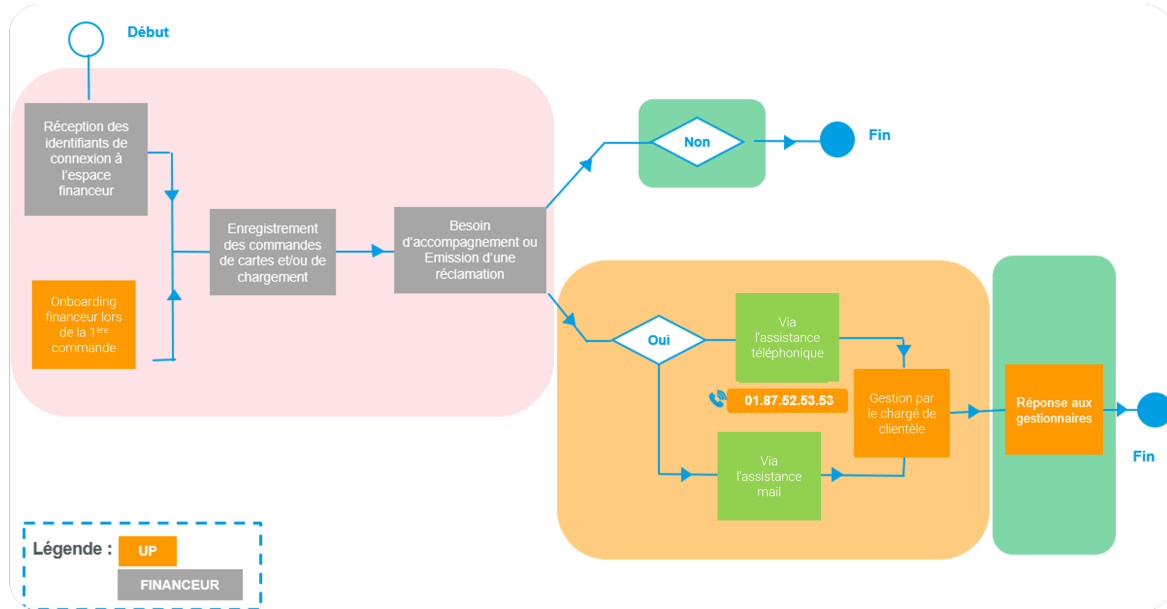 Début
Réception des
identifiants de
connexion à
l'espace
financeur
Onboarding
financeur lors
de la 1ère
commande
Enregistrement
des commandes
de cartes et/ou de
chargement
Besoin
d'accompagnement ou
Emission d'une
réclamation
Non
Fin
Oui
Via
l'assistance
téléphonique
01.87.52.53.53
Via
l'assistance
mail
Gestion par
le chargé de
clientèle
Réponse aux
gestionnaires
Fin
Légende :
UP
FINANCEUR